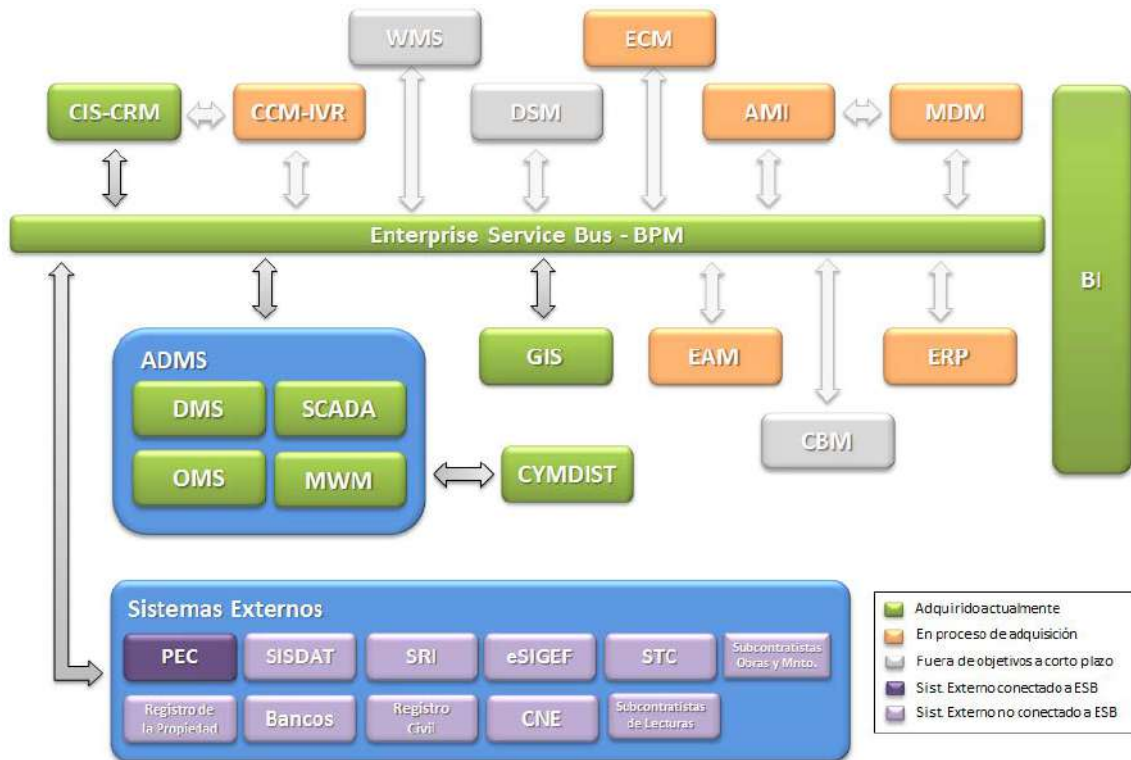 WMS
ECM
CIS-CRM
CCM-IVR
DSM
AMI
MDM
Enterprise Service Bus - BPM
BI
ADMS
DMS
SCADA
OMS
MWM
GIS
EAM
ERP
CBM
CYMDIST
Sistemas Externos
PEC
SISDAT
SRI
eSIGEF
STC
Subcontratistas
Obras y Mnto.
Registro de
la Propiedad
Bancos
Registro
Civil
CNE
Subcontratistas
de Lecturas
Adquirido actualmente
En proceso de adquisición
Fuera de objetivos a corto plazo
Sist. Externo conectado a ESB
Sist. Externo no conectado a ESB